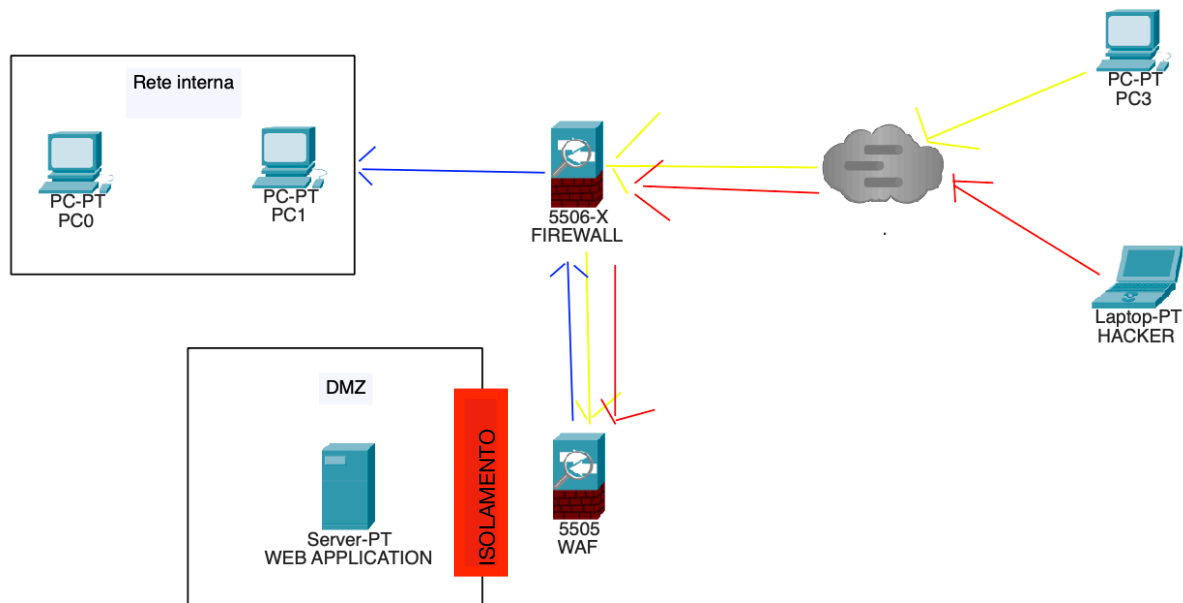 Rete interna
PC-PT
PC0
PC-PT
PC1
5506-X
FIREWALL
.
PC-PT
PC3
Laptop-PT
HACKER
DMZ
Server-PT
WEB APPLICATION
ISOLAMENTO
5505
WAF